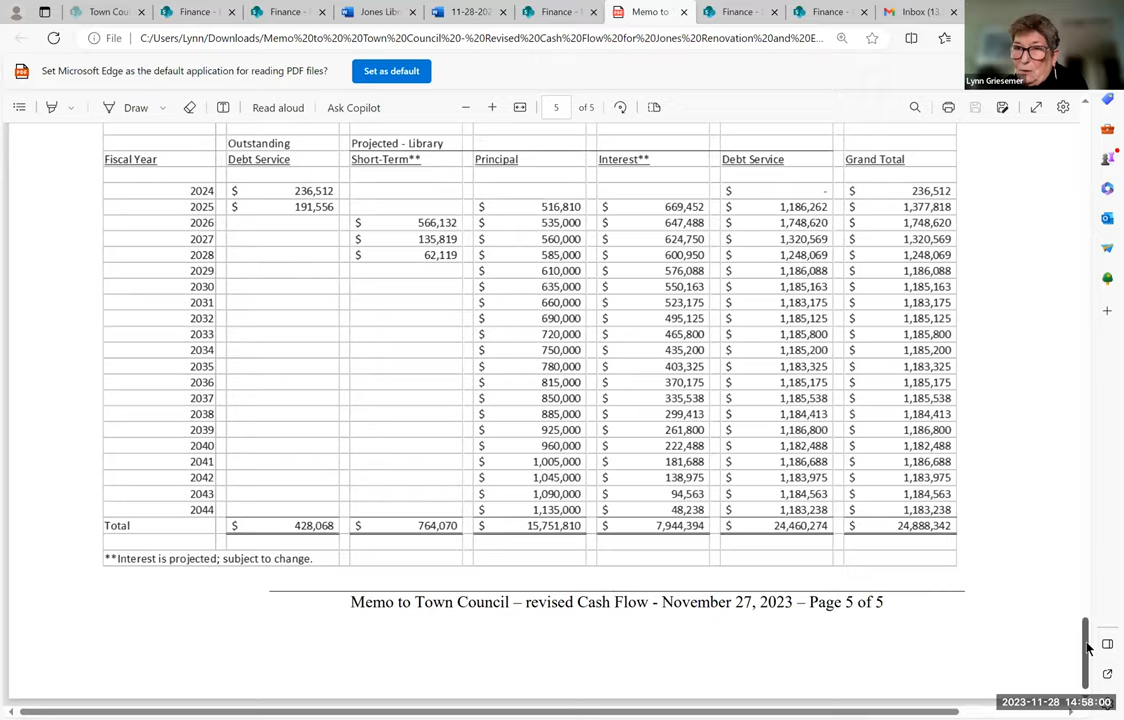 Town Cou
Finance -
Finance -
Jones Libr
11-28-202
Finance -
Memo to
Finance -
Finance -
Inbox (13,
File C:/Users/Lynn/Downloads/Memo%20to%20%20Town%20Council%20-%20Revised%20Cash%20Flow%20for%20Jones%20Renovation%20and%20E...
Lynn Griesemer
Set Microsoft Edge as the default application for reading PDF files? Set as default
Draw Read aloud Ask Copilot 5 of 5
Outstanding Projected - Library
Fiscal Year Debt Service Short-Term** Principal Interest** Debt Service Grand Total
2024 $ 236,512 $ - $ 236,512
2025 $ 191,556 $ 516,810 $ 669,452 $ 1,186,262 $ 1,377,818
2026 $ 566,132 $ 535,000 $ 647,488 $ 1,748,620 $ 1,748,620
2027 $ 135,819 $ 560,000 $ 624,750 $ 1,320,569 $ 1,320,569
2028 $ 62,119 $ 585,000 $ 600,950 $ 1,248,069 $ 1,248,069
2029 $ 610,000 $ 576,088 $ 1,186,088 $ 1,186,088
2030 $ 635,000 $ 550,163 $ 1,185,163 $ 1,185,163
2031 $ 660,000 $ 523,175 $ 1,183,175 $ 1,183,175
2032 $ 690,000 $ 495,125 $ 1,185,125 $ 1,185,125
2033 $ 720,000 $ 465,800 $ 1,185,800 $ 1,185,800
2034 $ 750,000 $ 435,200 $ 1,185,200 $ 1,185,200
2035 $ 780,000 $ 403,325 $ 1,183,325 $ 1,183,325
2036 $ 815,000 $ 370,175 $ 1,185,175 $ 1,185,175
2037 $ 850,000 $ 335,538 $ 1,185,538 $ 1,185,538
2038 $ 885,000 $ 299,413 $ 1,184,413 $ 1,184,413
2039 $ 925,000 $ 261,800 $ 1,186,800 $ 1,186,800
2040 $ 960,000 $ 222,488 $ 1,182,488 $ 1,182,488
2041 $ 1,005,000 $ 181,688 $ 1,186,688 $ 1,186,688
2042 $ 1,045,000 $ 138,975 $ 1,183,975 $ 1,183,975
2043 $ 1,090,000 $ 94,563 $ 1,184,563 $ 1,184,563
2044 $ 1,135,000 $ 48,238 $ 1,183,238 $ 1,183,238
Total $ 428,068 $ 764,070 $ 15,751,810 $ 7,944,394 $ 24,460,274 $ 24,888,342
**Interest is projected; subject to change.
Memo to Town Council – revised Cash Flow - November 27, 2023 – Page 5 of 5
2023-11-28 14:58:00